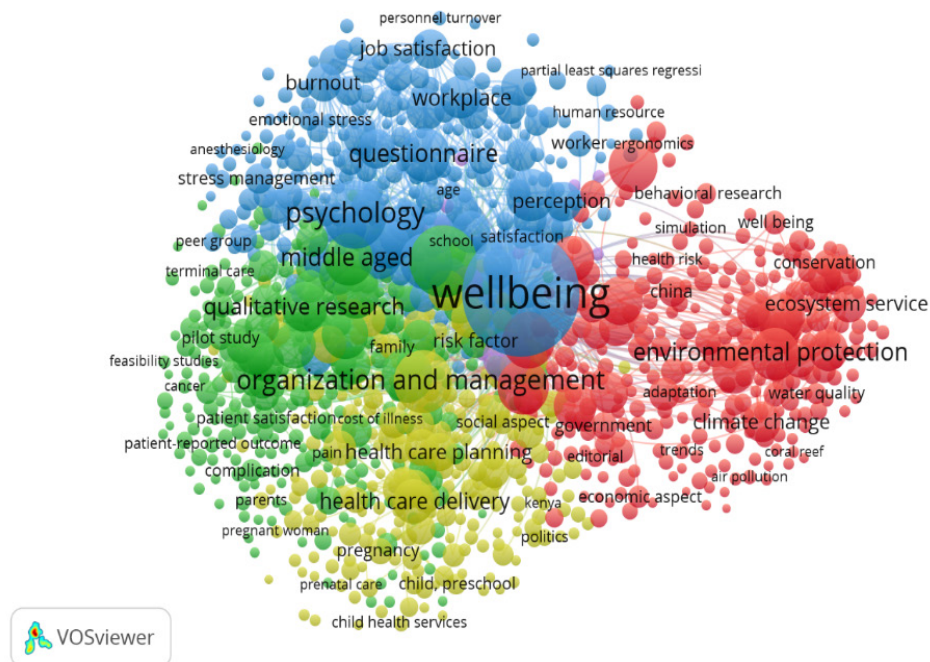 personnel turnover
job satisfaction
partial least squares regressi
burnout
workplace
human resource
emotional stress
worker
ergonomics
anesthesiology
questionnaire
stress management
age
behavioral research
perception
psychology
simulation
well being
peer group
school
satisfaction
middle aged
health risk
conservation
terminal care
wellbeing
china
qualitative research
ecosystem service
pilot study
family
risk factor
environmental protection
feasibility studies
cancer
organization and management
adaptation
water quality
patient satisfaction
cost of illness
social aspect
government
climate change
patient-reported outcome
pain
health care planning
editorial
trends
coral reef
complication
air pollution
parents
health care delivery
kenya
economic aspect
pregnant woman
politics
pregnancy
prenatal care
child, preschool
child health services
VOSviewer